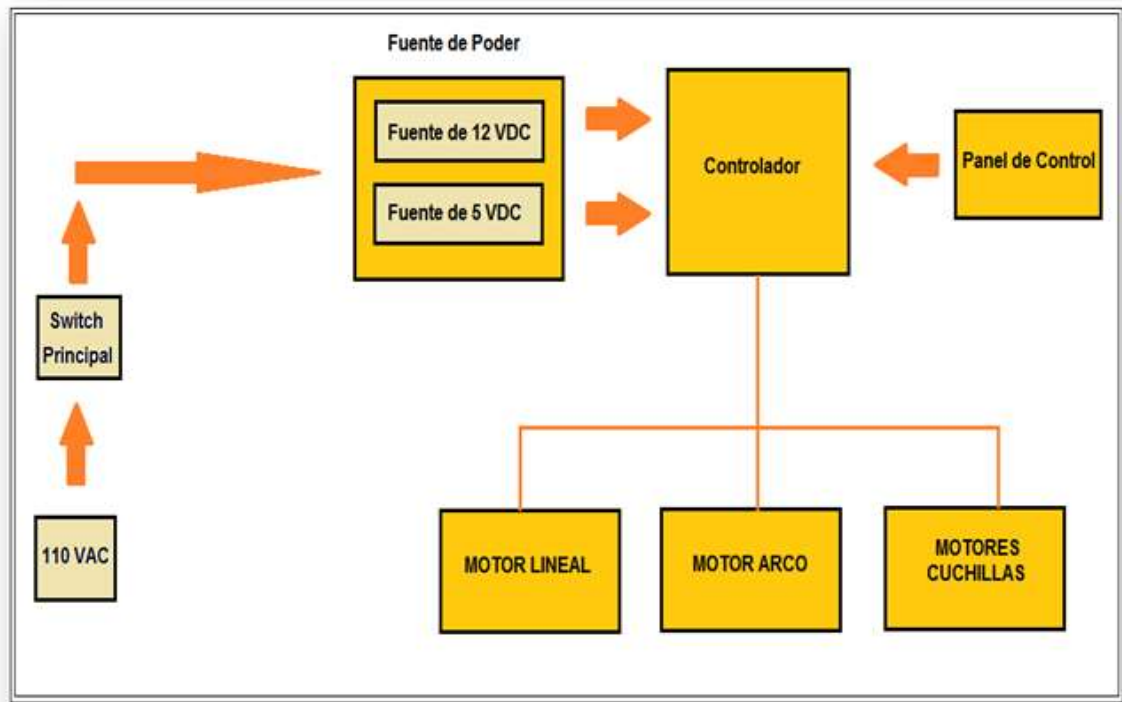 Fuente de Poder
Fuente de 12 VDC
Fuente de 5 VDC
Controlador
Panel de Control
Switch
Principal
110 VAC
MOTOR LINEAL
MOTOR ARCO
MOTORES
CUCHILLAS